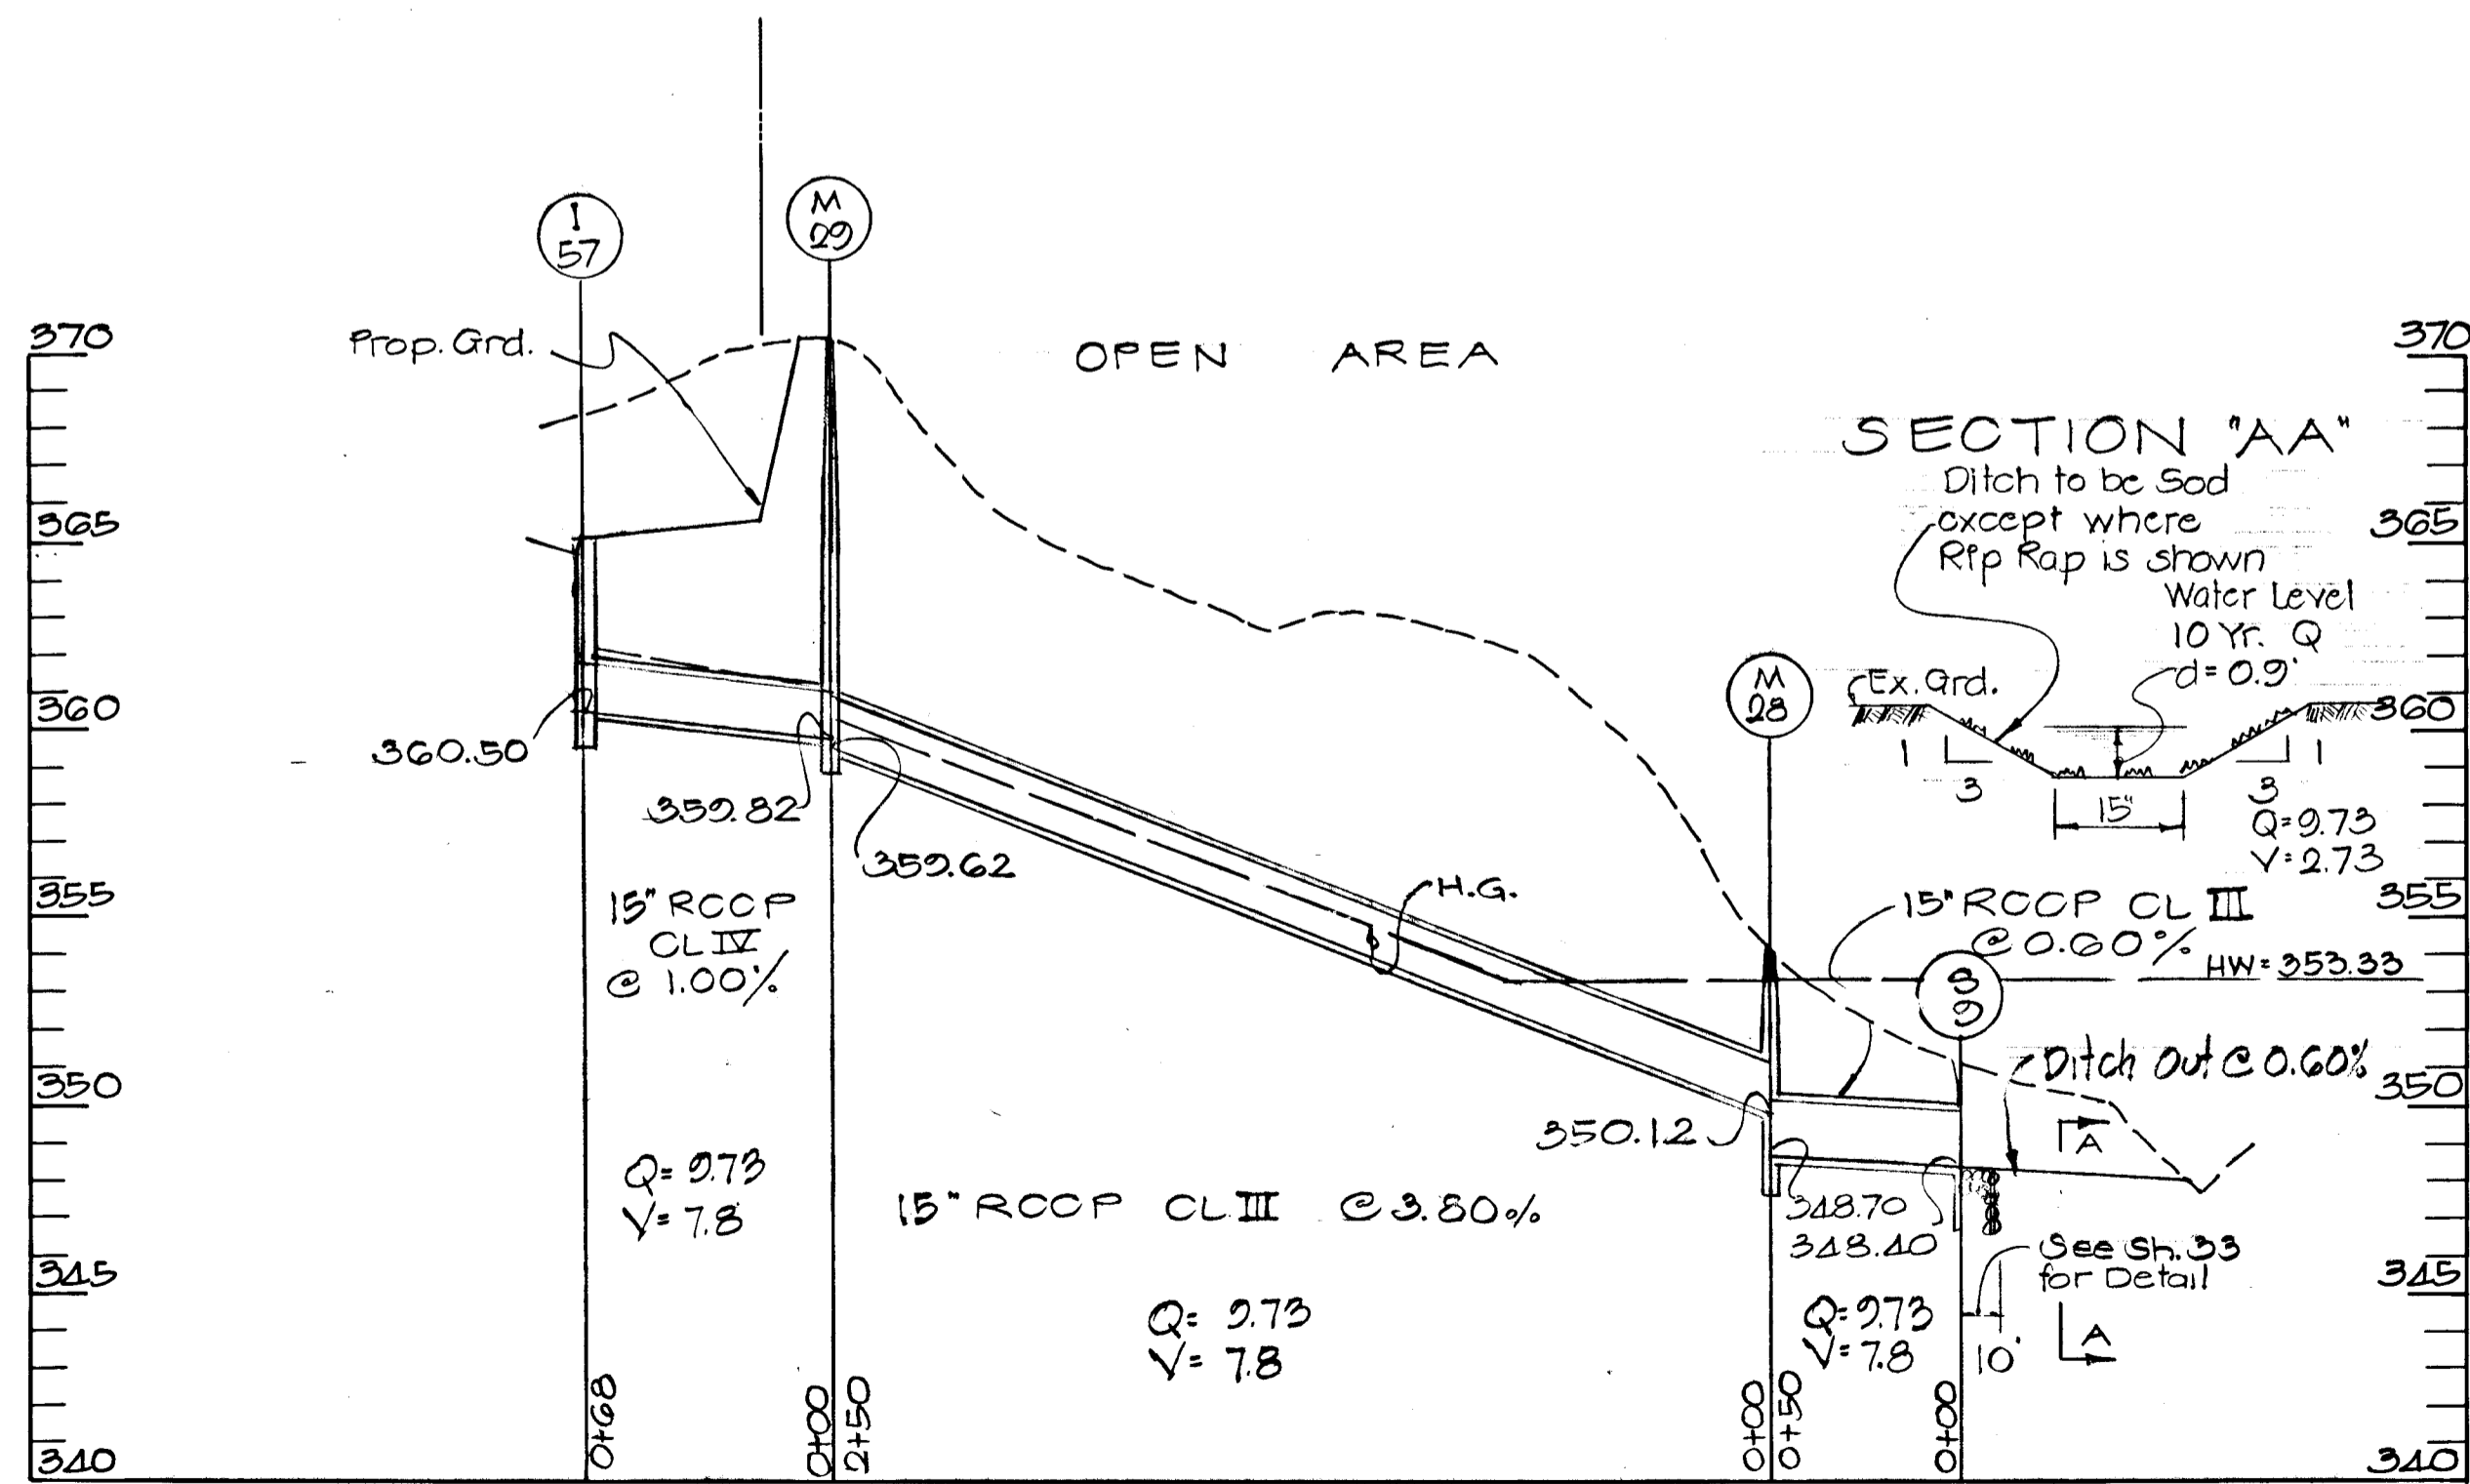 I
57
M
29
Prop. Grd.
OPEN AREA
370
365
360
355
350
345
340
370
365
360
355
350
345
340
SECTION "AA"
Ditch to be Sod
except where
Rip Rap is shown
Water Level
10 Yr. Q
d= 0.9'
Ex. Grd.
1
3
15"
3
1
Q=9.73
V=2.73
M
28
360.50
359.82
359.62
15" RCCP
CL IV
@ 1.00%
H.G.
15" RCCP CL III
@ 0.60%
HW=353.33
S
9
Ditch Out @ 0.60%
350.12
A
348.70
348.40
Q= 9.73
V= 7.8
15" RCCP CL III @ 3.80%
Q= 9.73
V= 7.8
See Sh. 33
for Detail
Q=9.73
V=7.8
10'
A
0+68
0+00
2+50
0+00
0+50
0+00